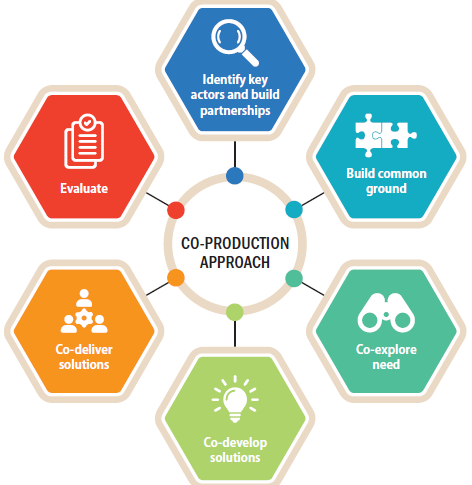 Identify key
actors and build
partnerships
Build common
ground
Co-explore
need
Co-develop
solutions
Co-deliver
solutions
Evaluate
CO-PRODUCTION
APPROACH